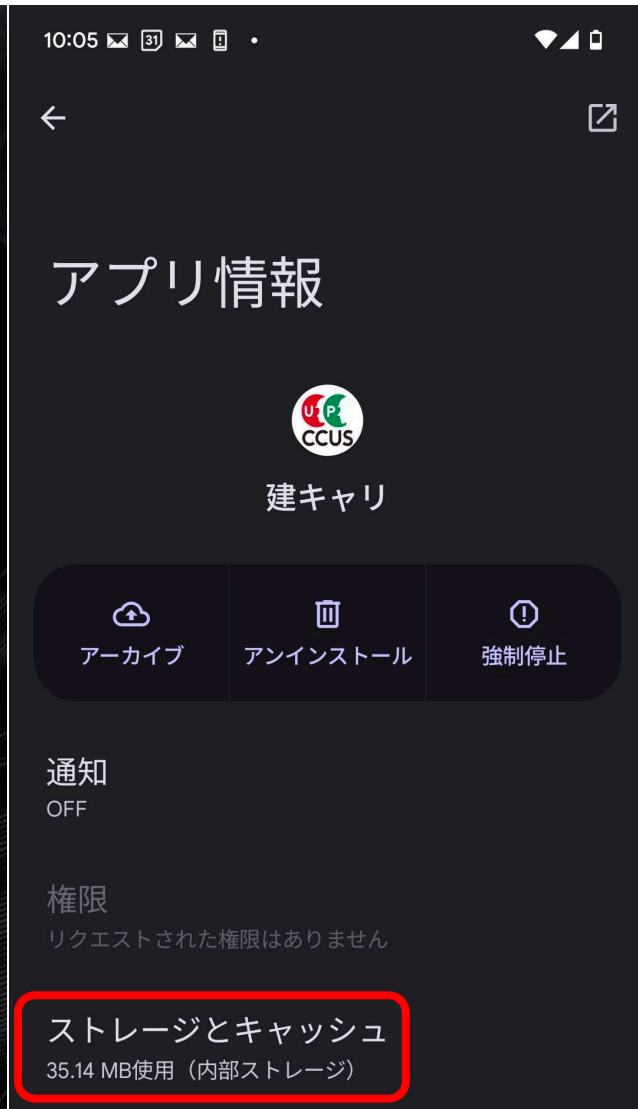 10:05
31
アプリ情報
U P
CCUS
建キャリ
アーカイブ
アンインストール
強制停止
通知
OFF
権限
リクエストされた権限はありません
ストレージとキャッシュ
35.14 MB使用（内部ストレージ）